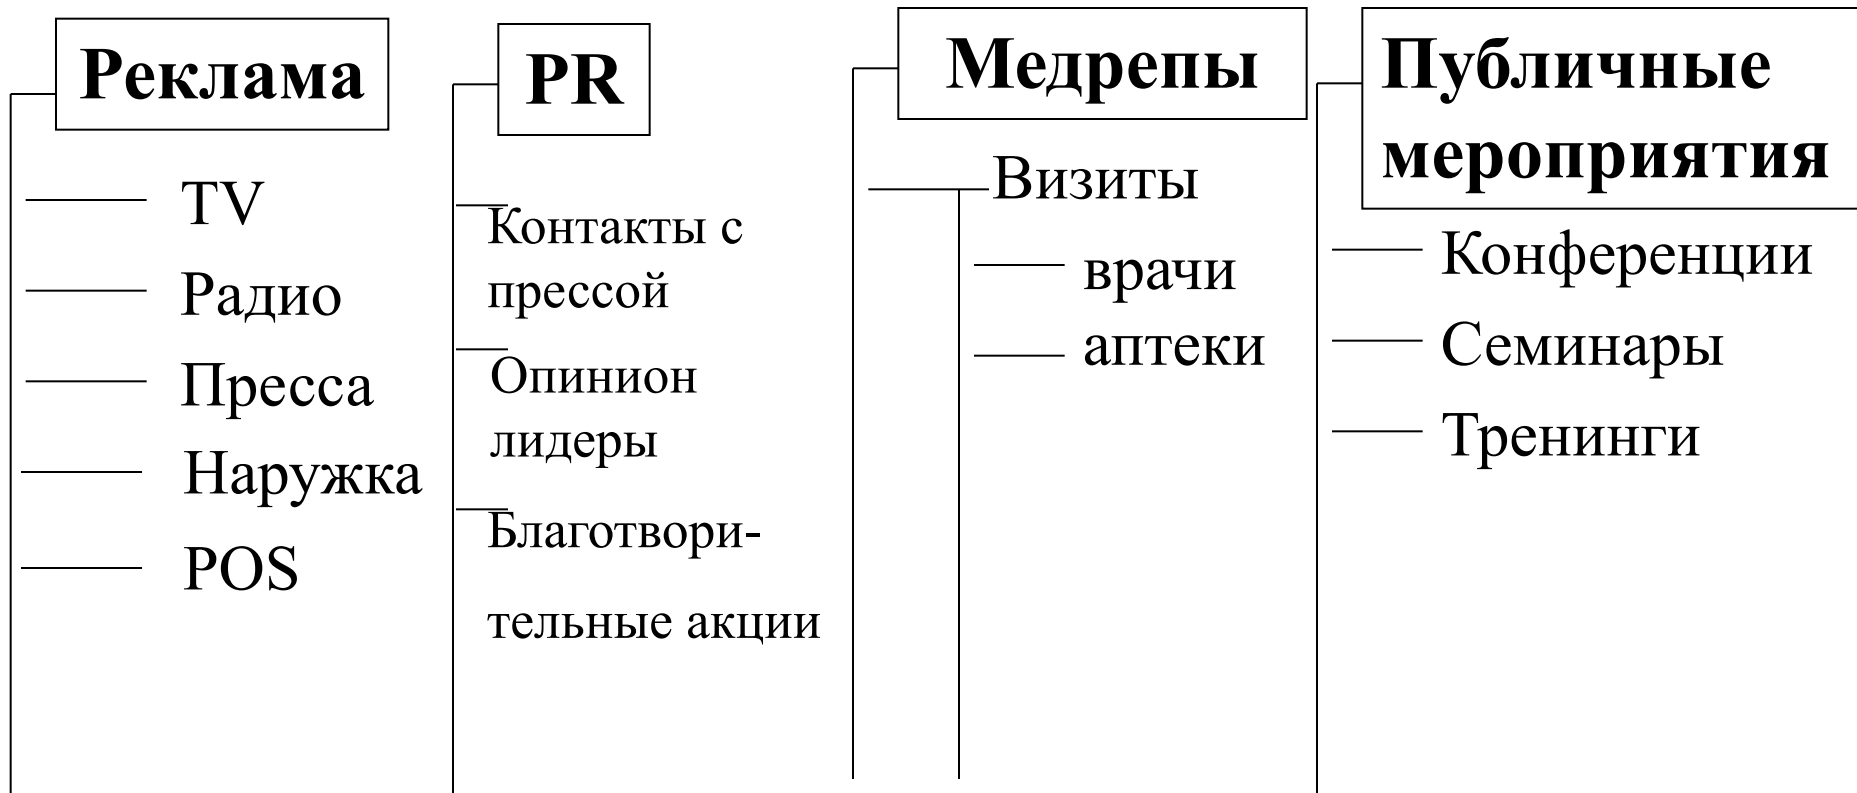 Реклама
TV
Радио
Пресса
Наружка
POS
PR
Контакты с
прессой
Опинион
лидеры
Благотвори-
тельные акции
Медрепы
Визиты
врачи
аптеки
Публичные
мероприятия
Конференции
Семинары
Тренинги